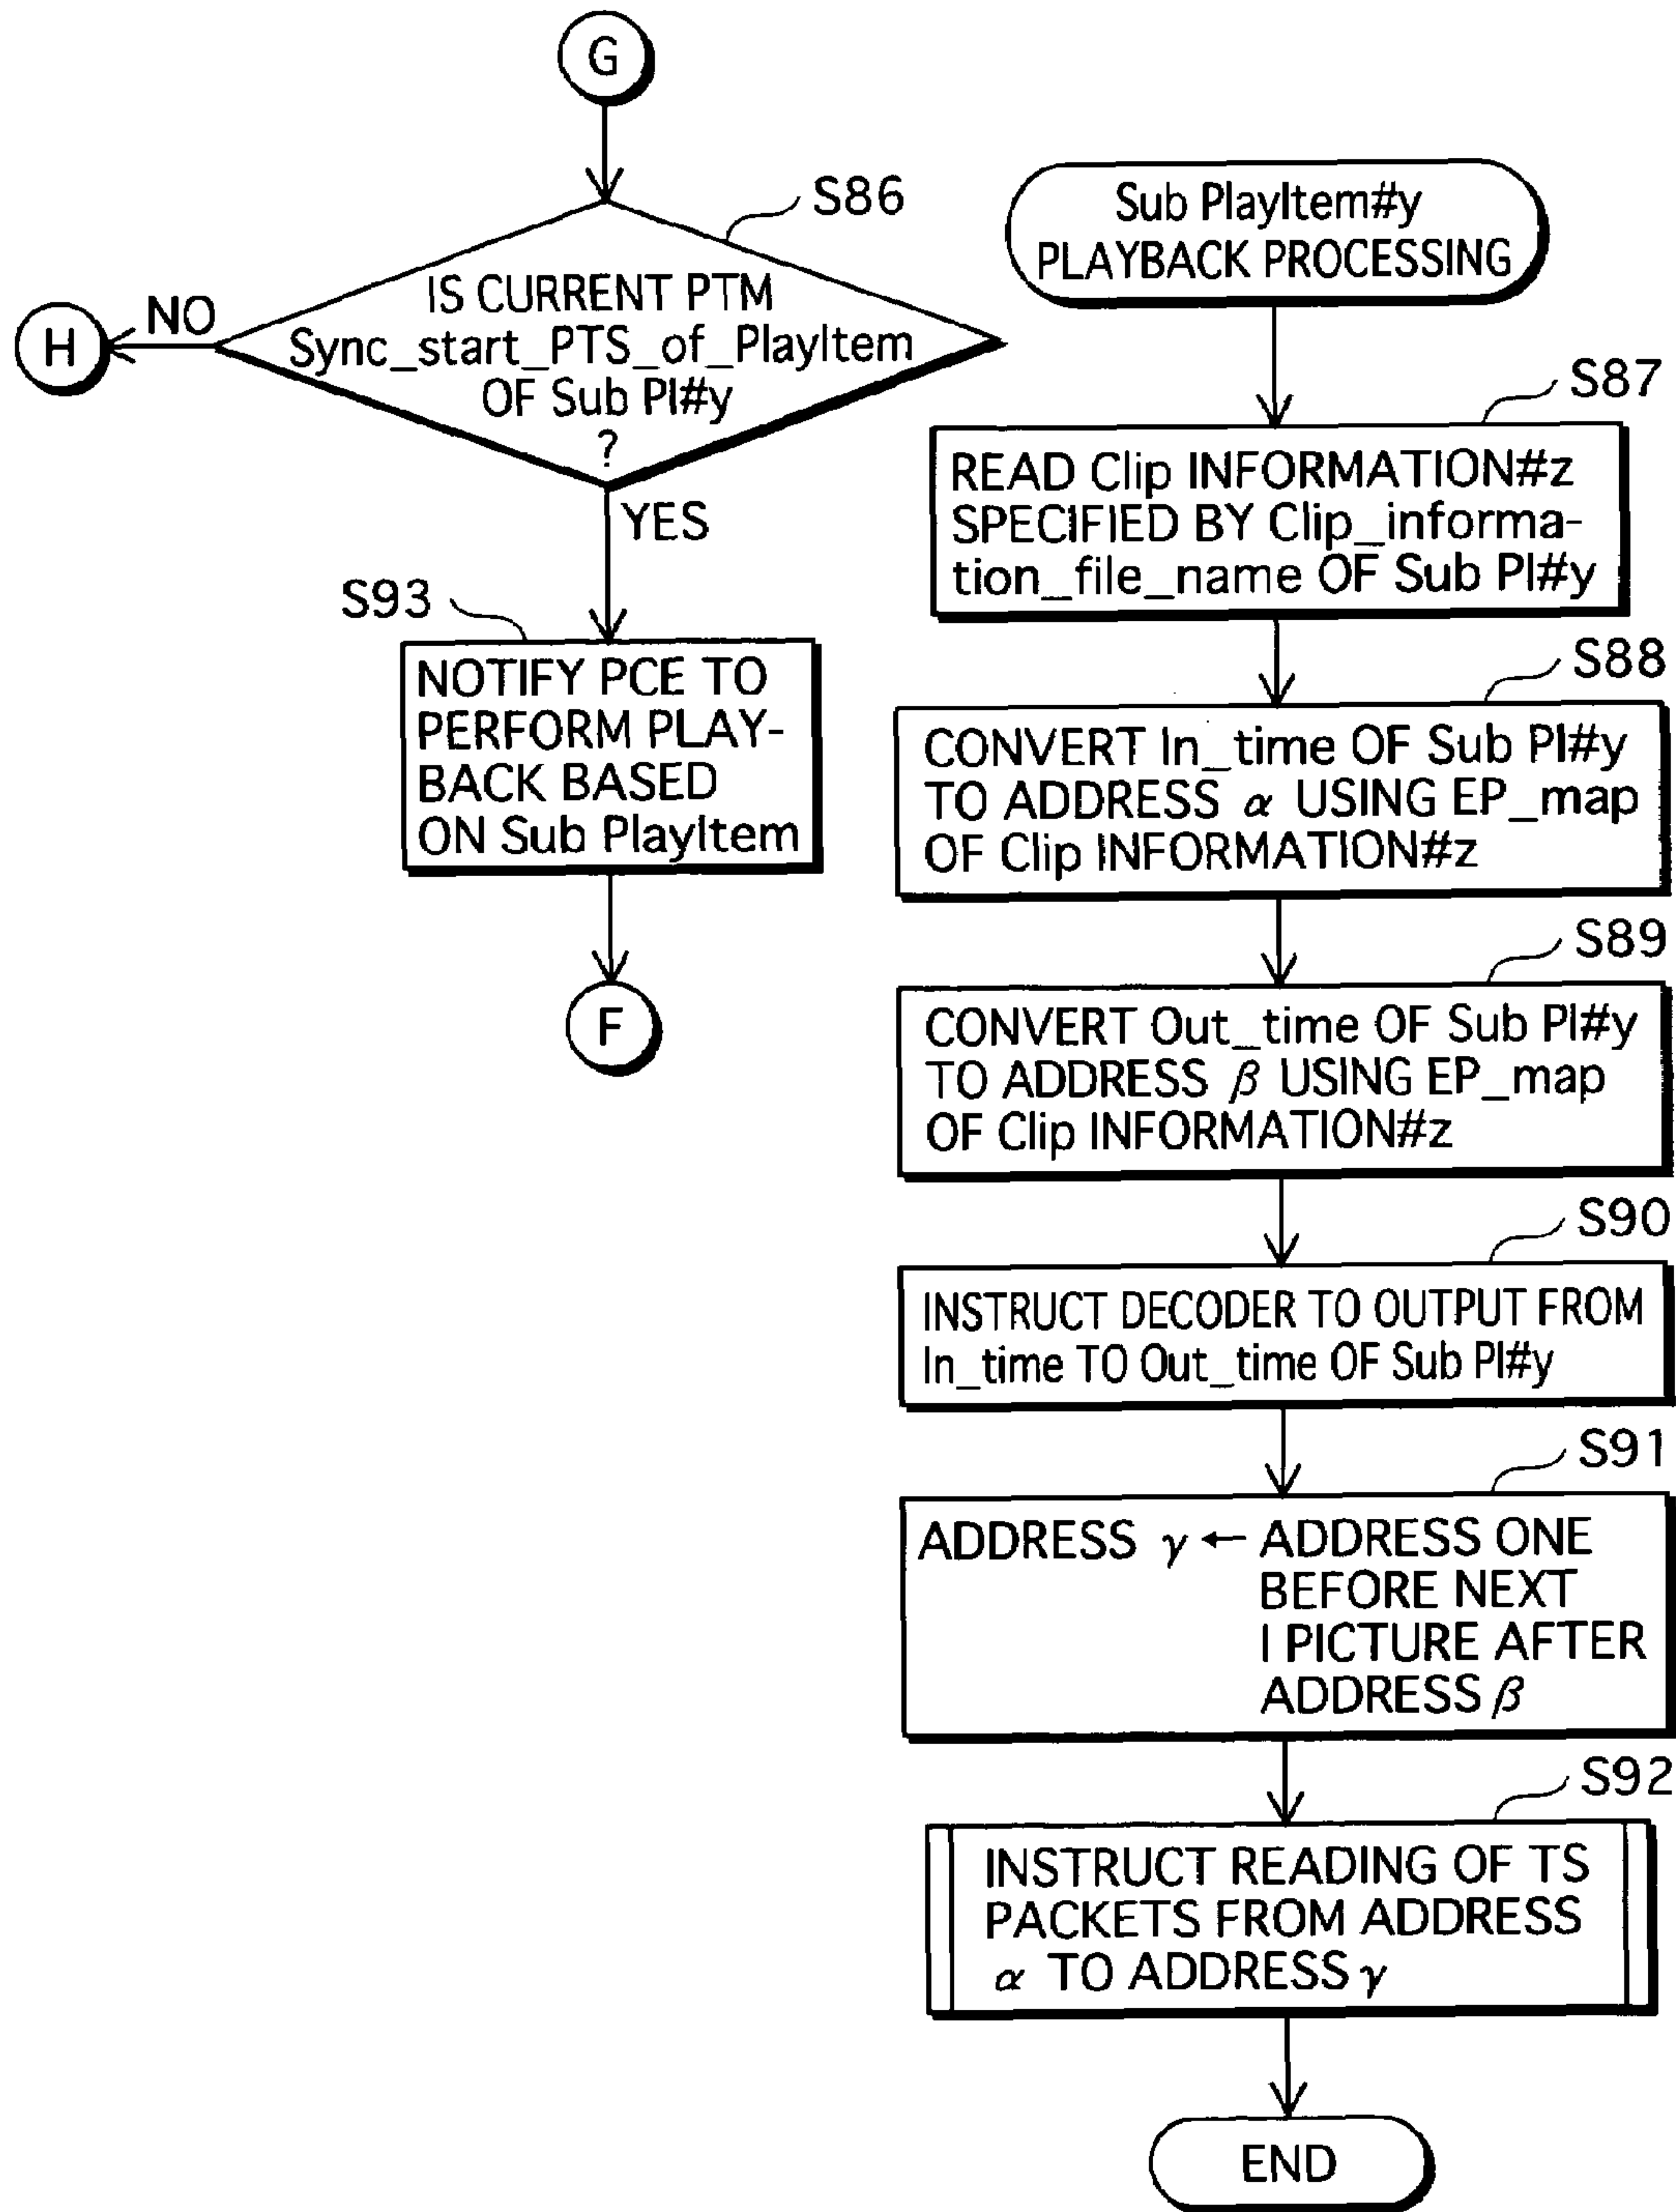 G
S86
IS CURRENT PTM
Sync_start_PTS_of_PlayItem
OF Sub PI#y
?
NO
H
YES
S93
NOTIFY PCE TO
PERFORM PLAY-
BACK BASED
ON Sub PlayItem
F
Sub PlayItem#y
PLAYBACK PROCESSING
S87
READ Clip INFORMATION#z
SPECIFIED BY Clip_informa-
tion_file_name OF Sub PI#y
S88
CONVERT In_time OF Sub PI#y
TO ADDRESS α USING EP_map
OF Clip INFORMATION#z
S89
CONVERT Out_time OF Sub PI#y
TO ADDRESS β USING EP_map
OF Clip INFORMATION#z
S90
INSTRUCT DECODER TO OUTPUT FROM
In_time TO Out_time OF Sub PI#y
S91
ADDRESS γ ← ADDRESS ONE
BEFORE NEXT
I PICTURE AFTER
ADDRESS β
S92
INSTRUCT READING OF TS
PACKETS FROM ADDRESS
α TO ADDRESS γ
END